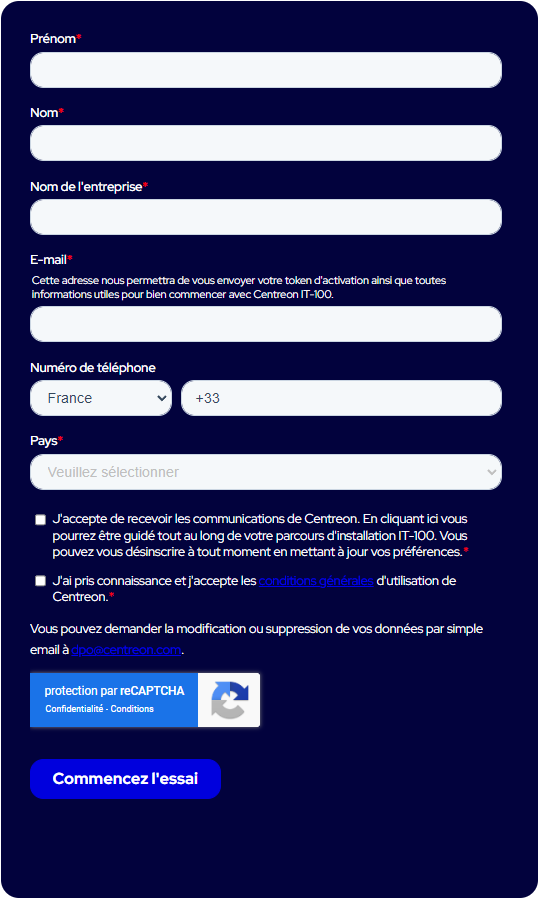 Prénom*
Nom*
Nom de l'entreprise*
E-mail*
Cette adresse nous permettra de vous envoyer votre token d'activation ainsi que toutes
informations utiles pour bien commencer avec Centreon IT-100.
Numéro de téléphone
France +33
Pays*
Veuillez sélectionner
J'accepte de recevoir les communications de Centreon. En cliquant ici vous
pourrez être guidé tout au long de votre parcours d'installation IT-100. Vous
pouvez vous désinscrire à tout moment en mettant à jour vos préférences.*
J'ai pris connaissance et j'accepte les conditions générales d'utilisation de
Centreon.*
Vous pouvez demander la modification ou suppression de vos données par simple
email à dpo@centreon.com.
protection par reCAPTCHA
Confidentialité - Conditions
Commencez l'essai